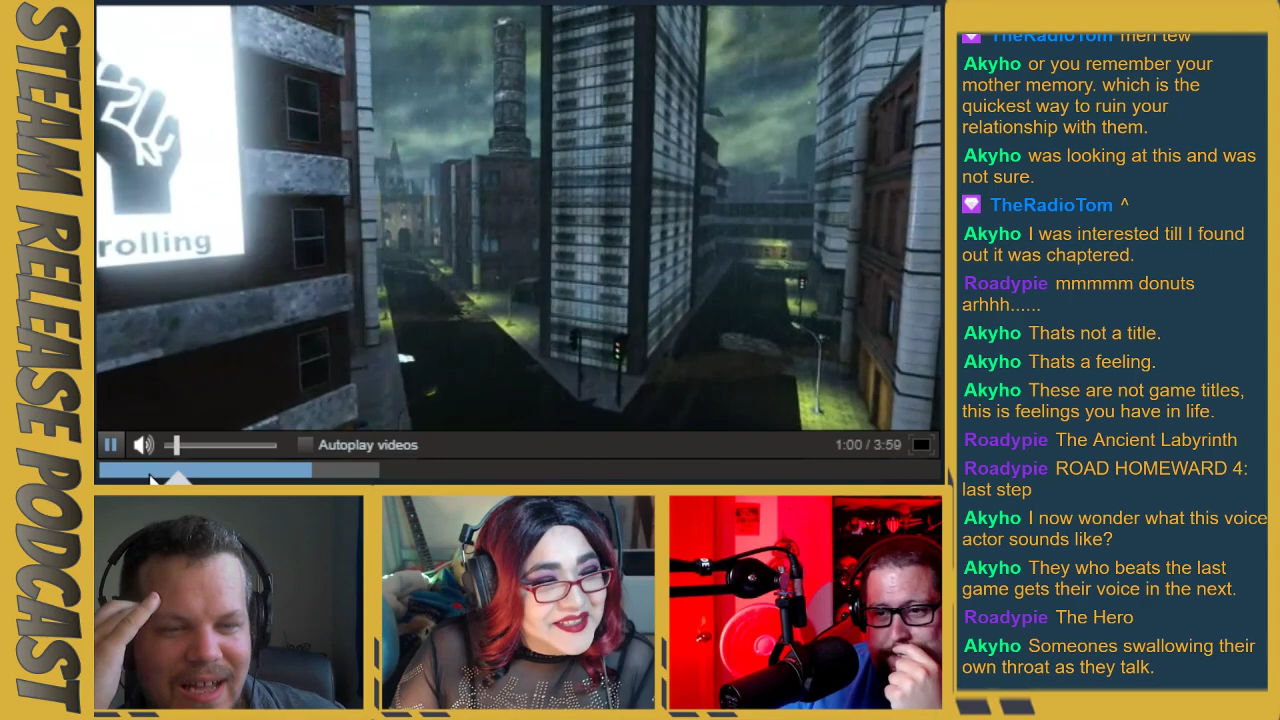 STEAM RELEASE PODCAST
rolling
Autoplay videos
1:00 / 3:59
TheRadioTom meh tew
Akyho or you remember your
mother memory. which is the
quickest way to ruin your
relationship with them.
Akyho was looking at this and was
not sure.
TheRadioTom ^
Akyho I was interested till I found
out it was chaptered.
Roadypie mmmmm donuts
arhhh......
Akyho Thats not a title.
Akyho Thats a feeling.
Akyho These are not game titles,
this is feelings you have in life.
Roadypie The Ancient Labyrinth
Roadypie ROAD HOMEWARD 4:
last step
Akyho I now wonder what this voice
actor sounds like?
Akyho They who beats the last
game gets their voice in the next.
Roadypie The Hero
Akyho Someones swallowing their
own throat as they talk.